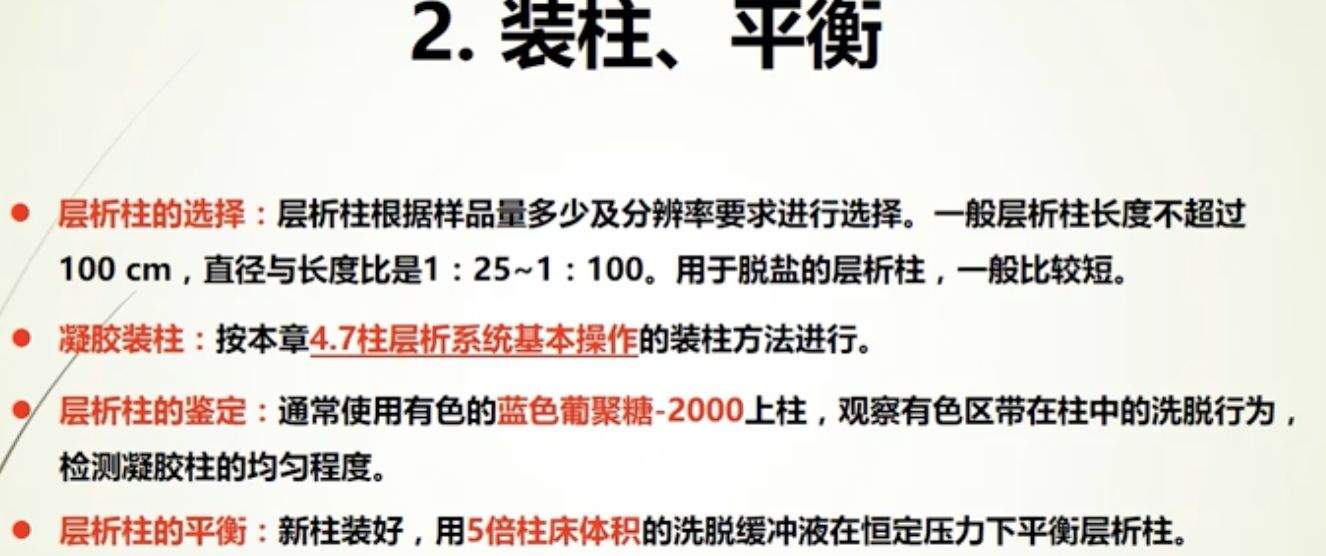 2. 装柱、平衡
层析柱的选择：层析柱根据样品量多少及分辨率要求进行选择。一般层析柱长度不超过
100 cm，直径与长度比是1：25~1：100。用于脱盐的层析柱，一般比较短。
凝胶装柱：按本章4.7柱层析系统基本操作的装柱方法进行。
层析柱的鉴定：通常使用有色的蓝色葡聚糖-2000上柱，观察有色区带在柱中的洗脱行为，
检测凝胶柱的均匀程度。
层析柱的平衡：新柱装好，用5倍柱床体积的洗脱缓冲液在恒定压力下平衡层析柱。